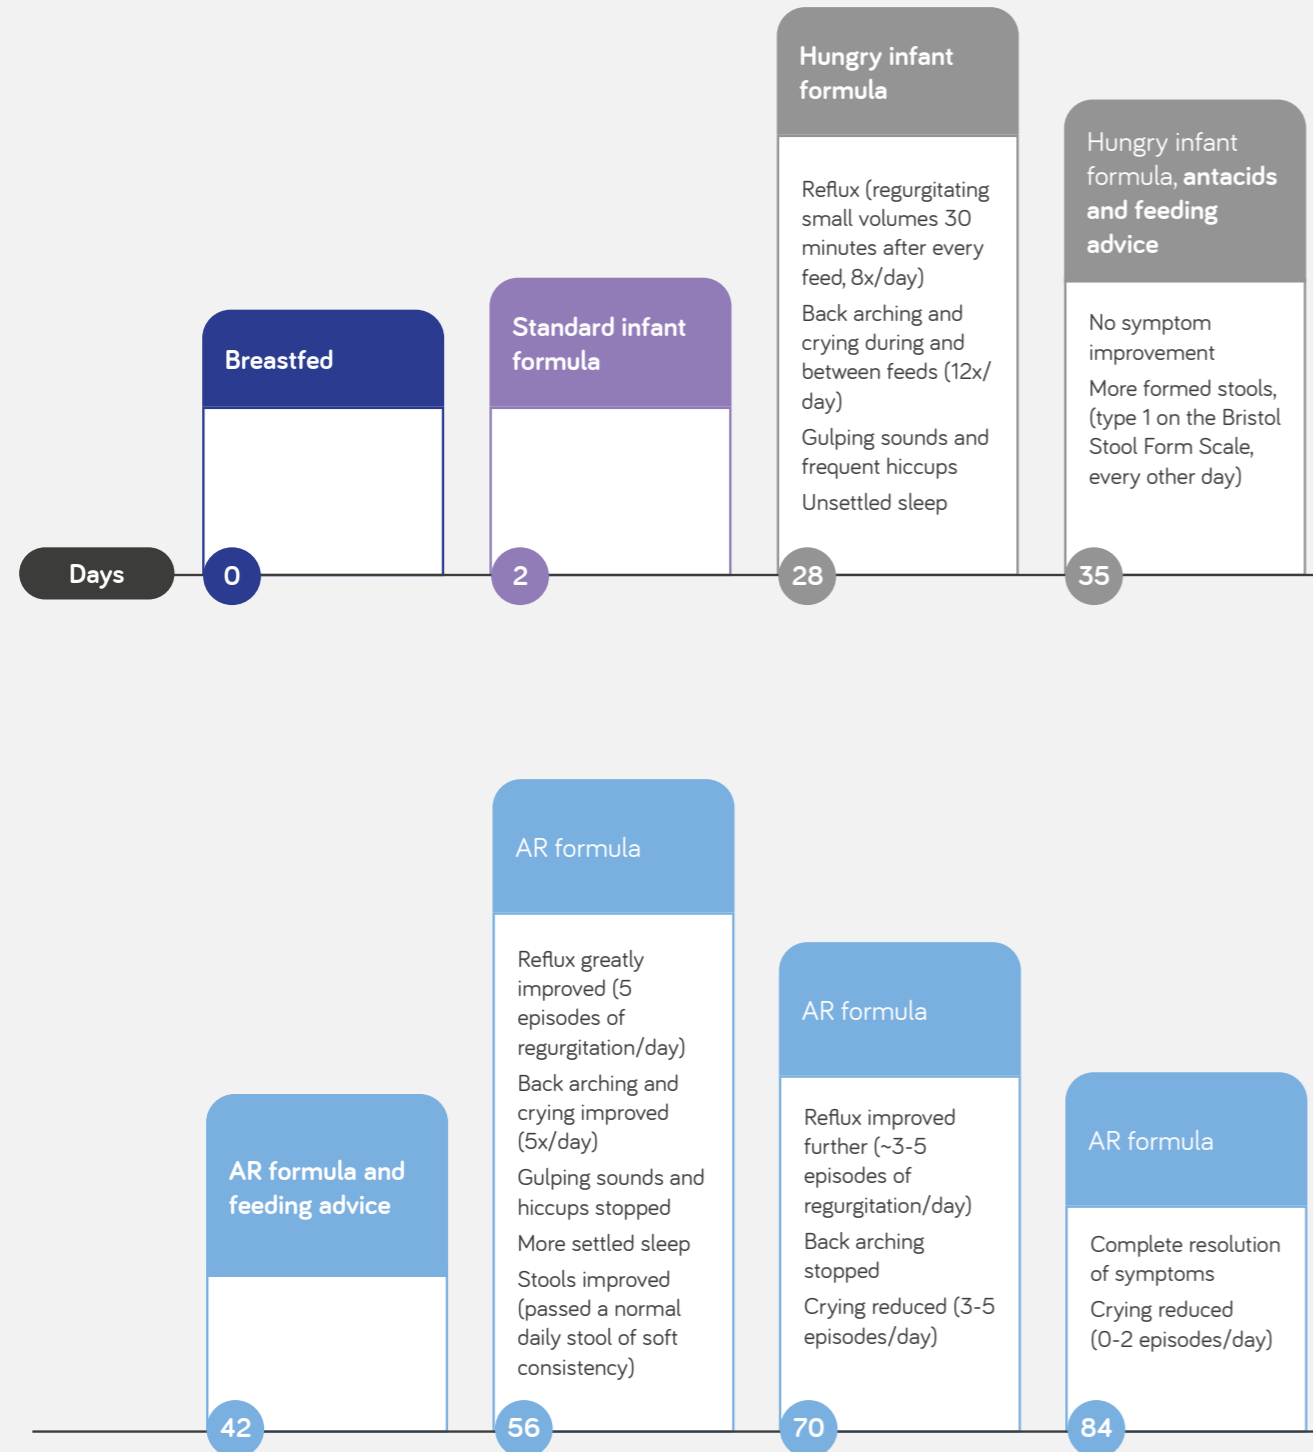 Breastfed
Standard infant
formula
Hungry infant
formula
Reflux (regurgitating
small volumes 30
minutes after every
feed, 8x/day)
Back arching and
crying during and
between feeds (12x/
day)
Gulping sounds and
frequent hiccups
Unsettled sleep
Hungry infant
formula, antacids
and feeding
advice
No symptom
improvement
More formed stools,
(type 1 on the Bristol
Stool Form Scale,
every other day)
Days
0
2
28
35
AR formula and
feeding advice
AR formula
Reflux greatly
improved (5
episodes of
regurgitation/day)
Back arching and
crying improved
(5x/day)
Gulping sounds and
hiccups stopped
More settled sleep
Stools improved
(passed a normal
daily stool of soft
consistency)
AR formula
Reflux improved
further (~3-5
episodes of
regurgitation/day)
Back arching
stopped
Crying reduced (3-5
episodes/day)
AR formula
Complete resolution
of symptoms
Crying reduced
(0-2 episodes/day)
42
56
70
84